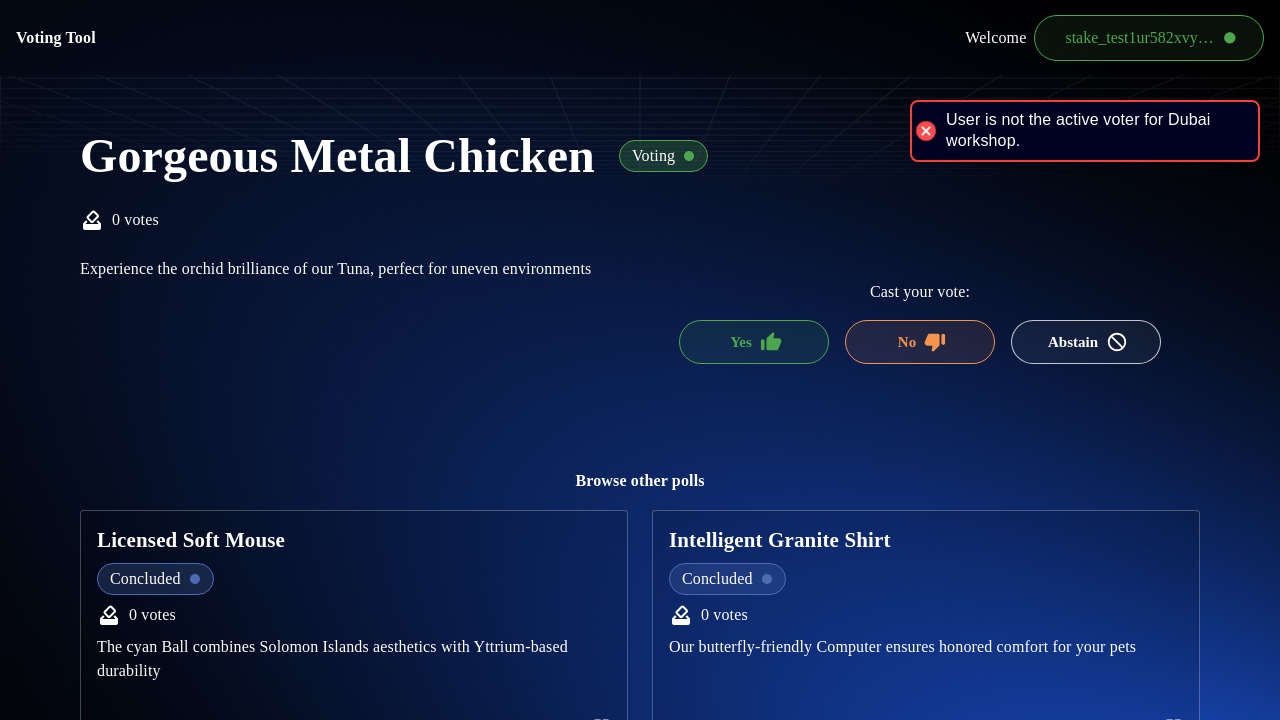 Voting Tool
Welcome
stake_test1ur582xvy…
User is not the active voter for Dubai
workshop.
Gorgeous Metal Chicken
Voting
0 votes
Experience the orchid brilliance of our Tuna, perfect for uneven environments
Cast your vote:
Yes
No
Abstain
Browse other polls
Licensed Soft Mouse
Concluded
0 votes
The cyan Ball combines Solomon Islands aesthetics with Yttrium-based
durability
Intelligent Granite Shirt
Concluded
0 votes
Our butterfly-friendly Computer ensures honored comfort for your pets